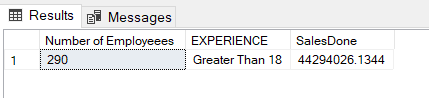 Results Messages
Number of Employeees EXPERIENCE SalesDone
1 290 Greater Than 18 44294026.1344